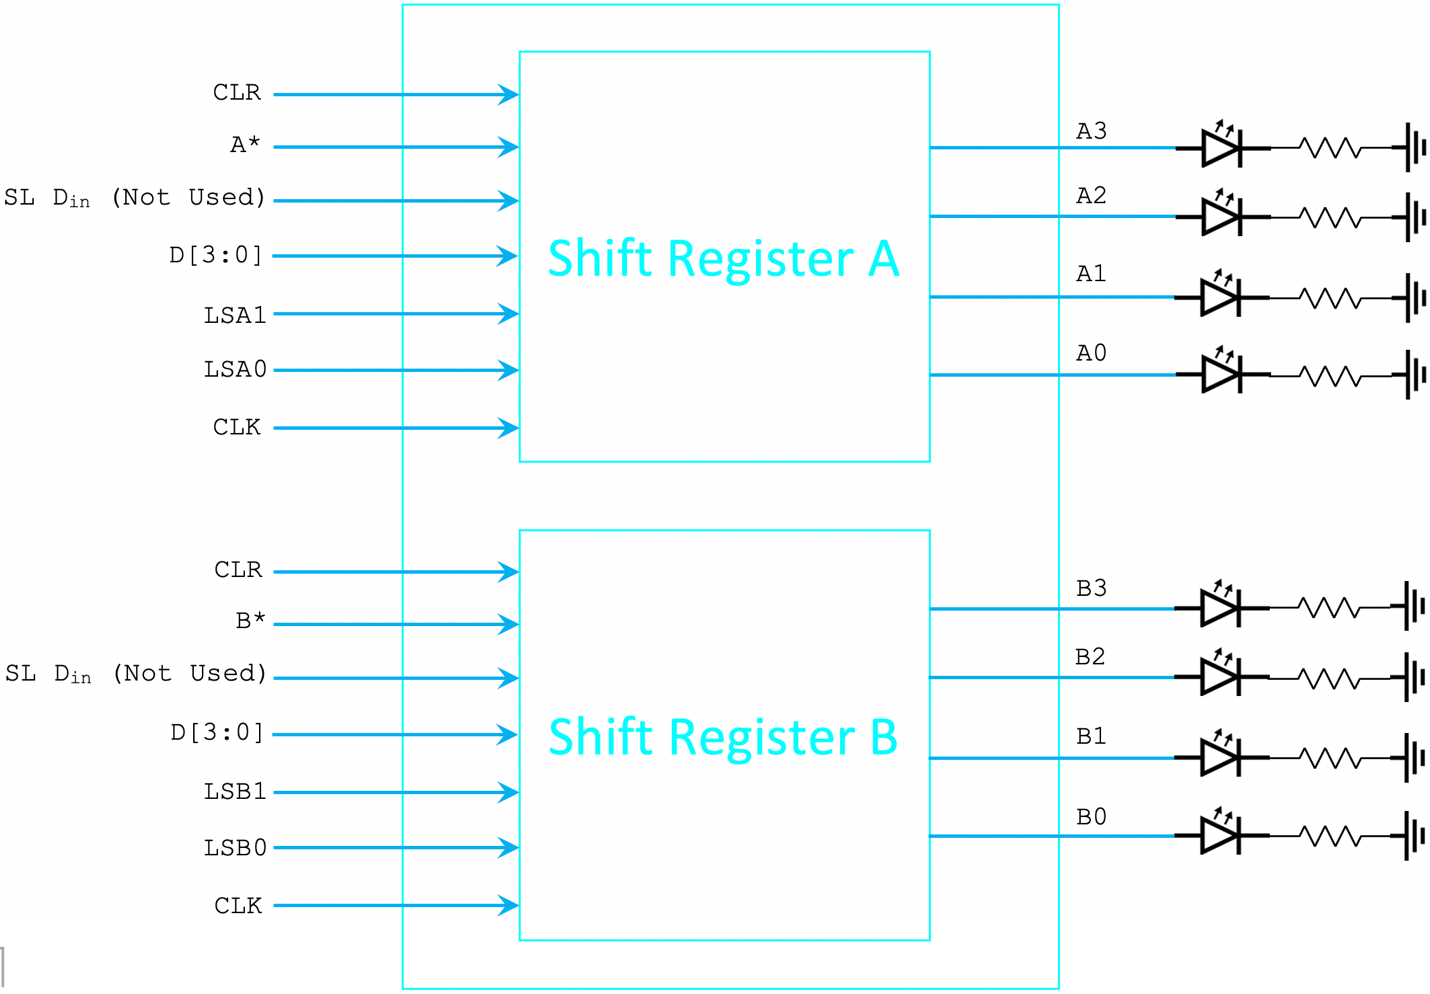 CLR
A*
SL Din (Not Used)
D[3:0]
LSA1
LSA0
CLK
Shift Register A
A3
A2
A1
A0
CLR
B*
SL Din (Not Used)
D[3:0]
LSB1
LSB0
CLK
Shift Register B
B3
B2
B1
B0